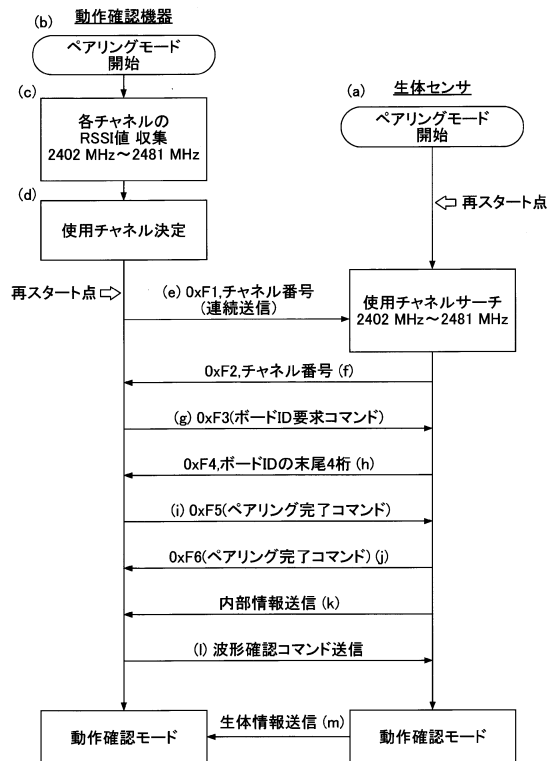 (b) 動作確認機器
ペアリングモード
開始
(c)
各チャネルの
RSSI値 収集
2402 MHz～2481 MHz
(d)
使用チャネル決定
(a) 生体センサ
ペアリングモード
開始
再スタート点
再スタート点
(e) 0xF1,チャネル番号
(連続送信)
使用チャネルサーチ
2402 MHz～2481 MHz
0xF2,チャネル番号 (f)
(g) 0xF3(ボードID要求コマンド)
0xF4,ボードIDの末尾4桁 (h)
(i) 0xF5(ペアリング完了コマンド)
0xF6(ペアリング完了コマンド) (j)
内部情報送信 (k)
(l) 波形確認コマンド送信
動作確認モード
生体情報送信 (m)
動作確認モード